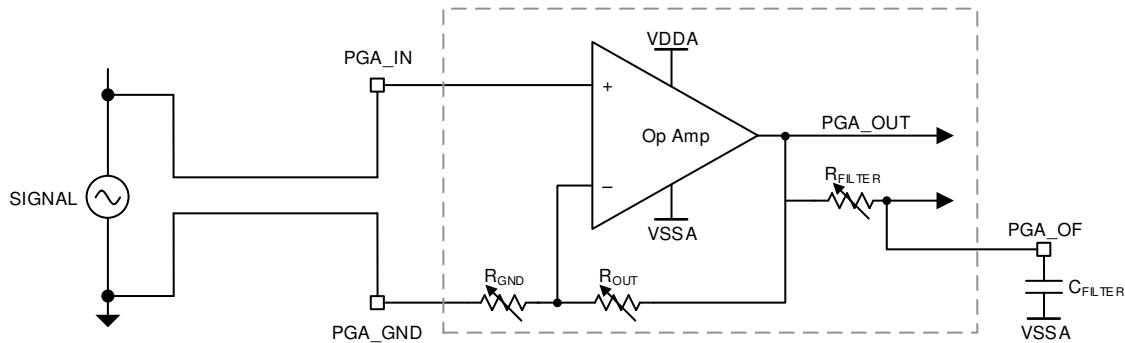 VDDA
PGA_IN
+
Op Amp
PGA_OUT
SIGNAL
−
RFILTER
VSSA
PGA_OF
RGND
ROUT
CFILTER
PGA_GND
VSSA